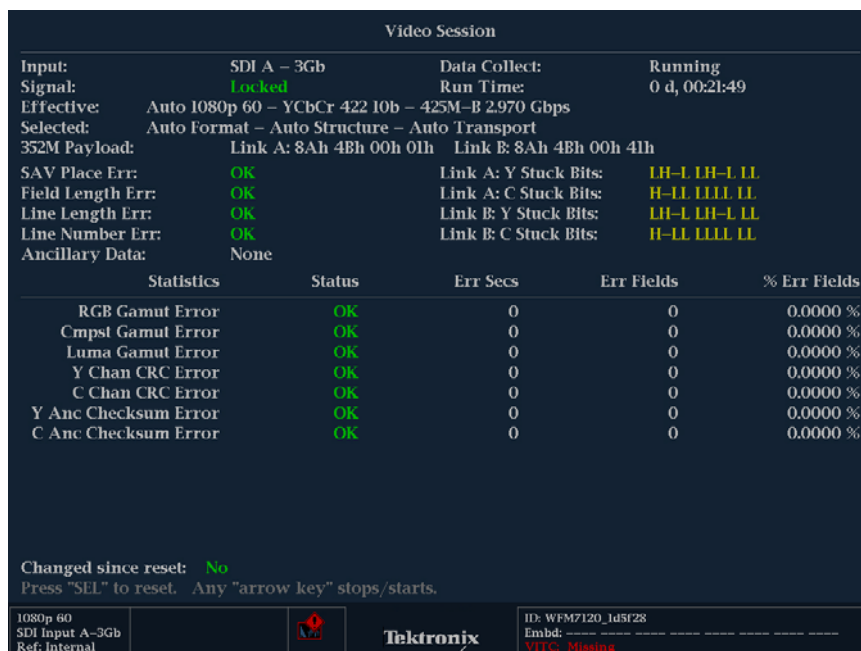 Video Session
Input: SDI A – 3Gb Data Collect: Running
Signal: Locked Run Time: 0 d, 00:21:49
Effective: Auto 1080p 60 – YCbCr 422 10b – 425M–B 2.970 Gbps
Selected: Auto Format – Auto Structure – Auto Transport
352M Payload: Link A: 8Ah 4Bh 00h 01h Link B: 8Ah 4Bh 00h 41h
SAV Place Err: OK Link A: Y Stuck Bits: LH–L LH–L LL
Field Length Err: OK Link A: C Stuck Bits: H–LL LLLL LL
Line Length Err: OK Link B: Y Stuck Bits: LH–L LH–L LL
Line Number Err: OK Link B: C Stuck Bits: H–LL LLLL LL
Ancillary Data: None
Statistics Status Err Secs Err Fields % Err Fields
RGB Gamut Error OK 0 0 0.0000 %
Cmpst Gamut Error OK 0 0 0.0000 %
Luma Gamut Error OK 0 0 0.0000 %
Y Chan CRC Error OK 0 0 0.0000 %
C Chan CRC Error OK 0 0 0.0000 %
Y Anc Checksum Error OK 0 0 0.0000 %
C Anc Checksum Error OK 0 0 0.0000 %
Changed since reset: No
Press "SEL" to reset. Any "arrow key" stops/starts.
1080p 60
SDI Input A–3Gb
Ref: Internal
Tektronix
ID: WFM7120_1d5f28
Embd: –––– –––– –––– –––– –––– –––– –––– ––––
VITC: Missing